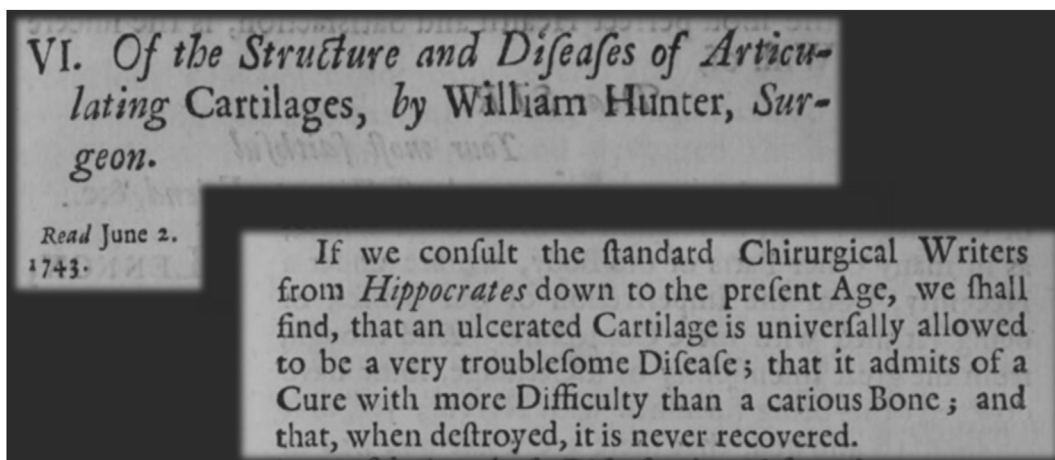 VI. Of the Structure and Diſeaſes of Articu-
lating Cartilages, by William Hunter, Sur-
geon.
Read June 2.
1743.
If we conſult the ſtandard Chirurgical Writers
from Hippocrates down to the preſent Age, we ſhall
find, that an ulcerated Cartilage is univerſally allowed
to be a very troubleſome Diſeaſe; that it admits of a
Cure with more Difficulty than a carious Bone; and
that, when deſtroyed, it is never recovered.